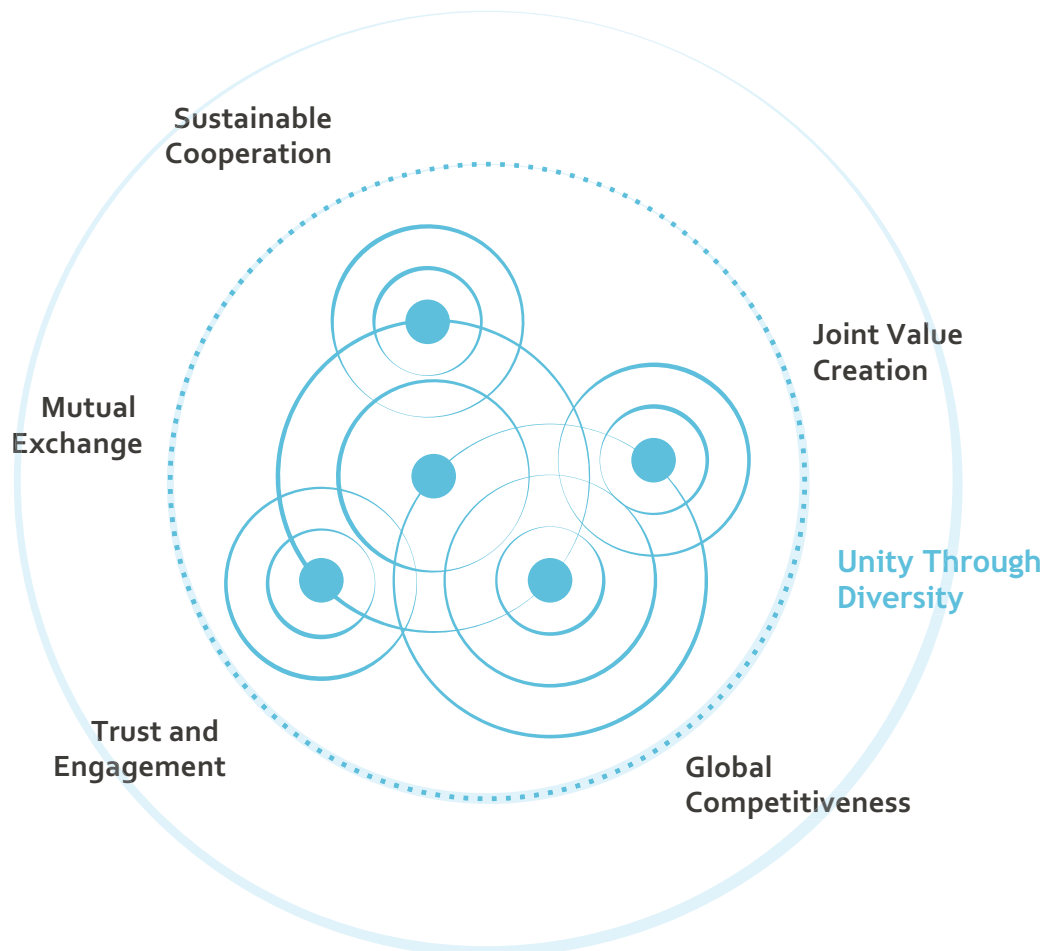 Sustainable
Cooperation
Joint Value
Creation
Mutual
Exchange
Unity Through
Diversity
Trust and
Engagement
Global
Competitiveness